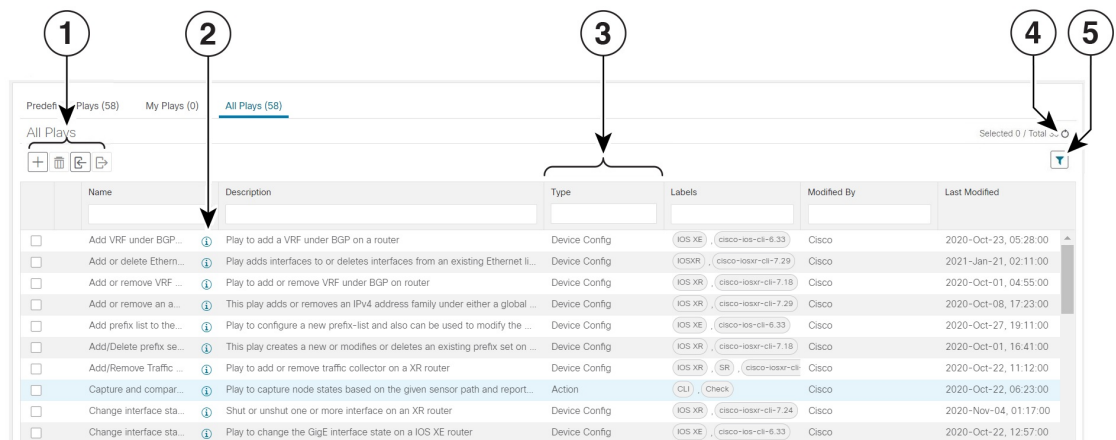 1 2 3 4 5
Predefi Plays (58) My Plays (0) All Plays (58)
All Plays
Selected 0 / Total
Name Description Type Labels Modified By Last Modified
Add VRF under BGP... Play to add a VRF under BGP on a router Device Config IOS XE , cisco-ios-cli-6.33 Cisco 2020-Oct-23, 05:28:00
Add or delete Ethern... Play adds interfaces to or deletes interfaces from an existing Ethernet li... Device Config IOSXR , cisco-iosxr-cli-7.29 Cisco 2021-Jan-21, 02:11:00
Add or remove VRF ... Play to add or remove VRF under BGP on router Device Config IOS XR , cisco-iosxr-cli-7.18 Cisco 2020-Oct-01, 04:55:00
Add or remove an a... This play adds or removes an IPv4 address family under either a global ... Device Config IOS XR , cisco-iosxr-cli-7.29 Cisco 2020-Oct-08, 17:23:00
Add prefix list to the... Play to configure a new prefix-list and also can be used to modify the ... Device Config IOS XE , cisco-ios-cli-6.33 Cisco 2020-Oct-27, 19:11:00
Add/Delete prefix se... This play creates a new or modifies or deletes an existing prefix set on ... Device Config IOS XR , cisco-iosxr-cli-7.18 Cisco 2020-Oct-01, 16:41:00
Add/Remove Traffic ... Play to add or remove traffic collector on a XR router Device Config IOS XR , SR , cisco-iosxr-cli- Cisco 2020-Oct-22, 11:12:00
Capture and compar... Play to capture node states based on the given sensor path and report... Action CLI , Check Cisco 2020-Oct-22, 06:23:00
Change interface sta... Shut or unshut one or more interface on an XR router Device Config IOS XR , cisco-iosxr-cli-7.24 Cisco 2020-Nov-04, 01:17:00
Change interface sta... Play to change the GigE interface state on a IOS XE router Device Config IOS XE , cisco-ios-cli-6.33 Cisco 2020-Oct-22, 12:57:00